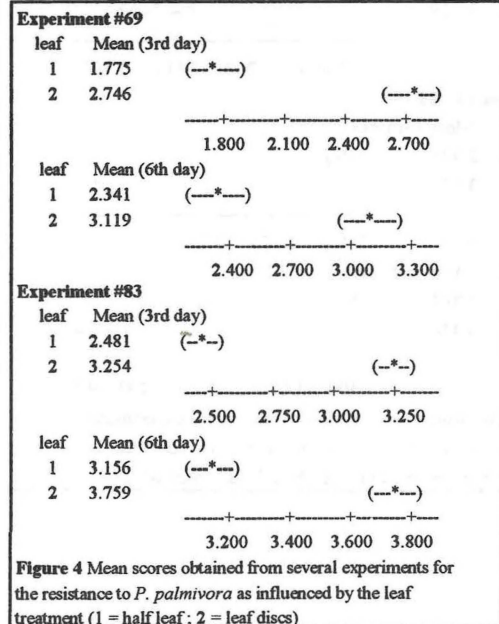 Experiment #69
leaf Mean (3rd day)
1 1.775 (---*----)
2 2.746 (----*---)
------+---------+---------+---------+----
1.800 2.100 2.400 2.700
leaf Mean (6th day)
1 2.341 (----*----)
2 3.119 (----*----)
------+---------+---------+---------+----
2.400 2.700 3.000 3.300
Experiment #83
leaf Mean (3rd day)
1 2.481 (--*--)
2 3.254 (--*--)
------+---------+---------+---------+----
2.500 2.750 3.000 3.250
leaf Mean (6th day)
1 3.156 (---*---)
2 3.759 (---*---)
------+---------+---------+---------+----
3.200 3.400 3.600 3.800
Figure 4 Mean scores obtained from several experiments for
the resistance to P. palmivora as influenced by the leaf
treatment (1 = half leaf ; 2 = leaf discs)